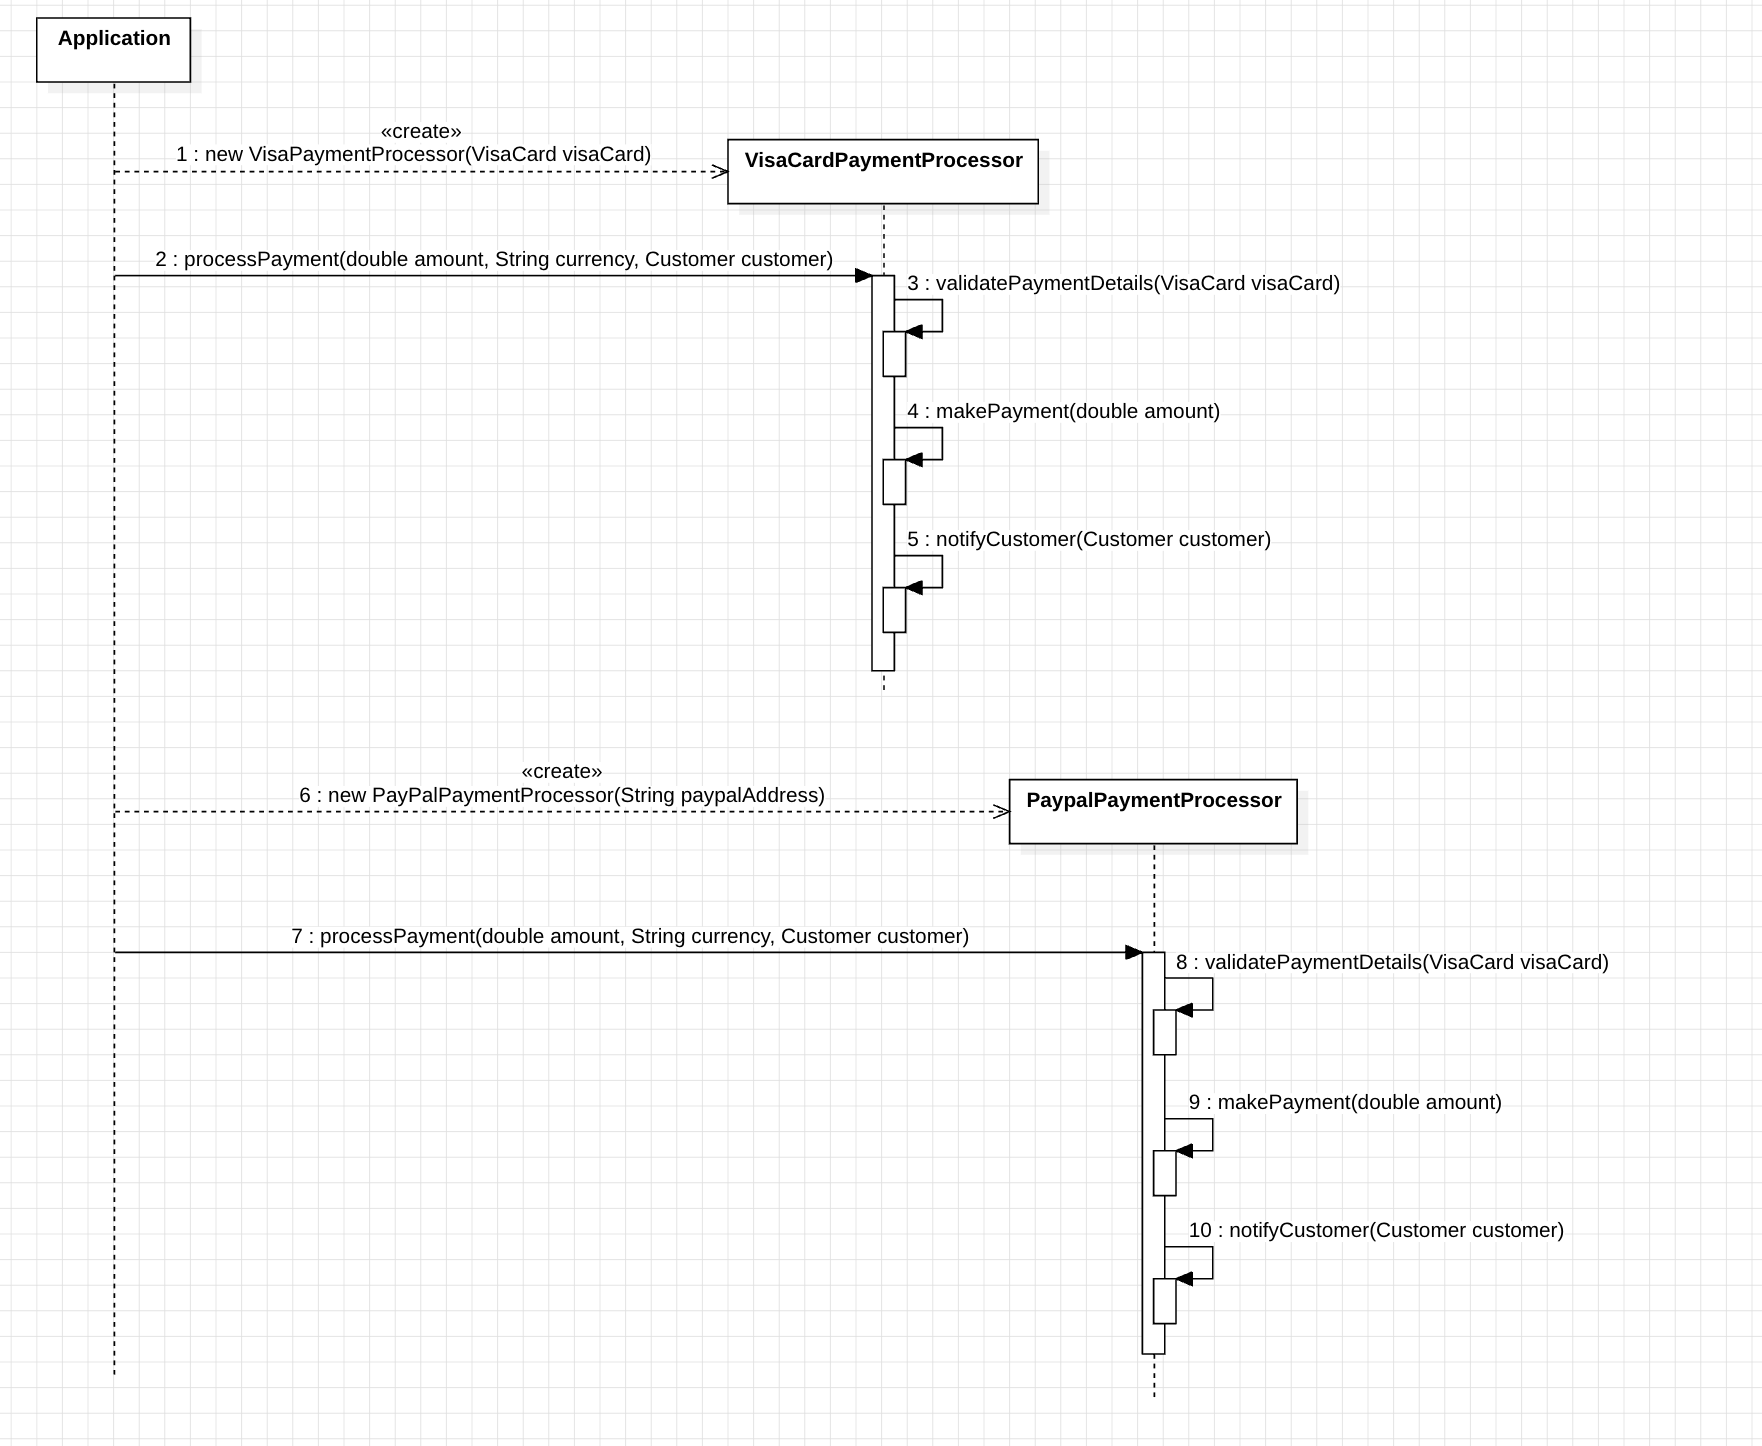 Application
«create»
1 : new VisaPaymentProcessor(VisaCard visaCard)
VisaCardPaymentProcessor
2 : processPayment(double amount, String currency, Customer customer)
3 : validatePaymentDetails(VisaCard visaCard)
4 : makePayment(double amount)
5 : notifyCustomer(Customer customer)
«create»
6 : new PayPalPaymentProcessor(String paypalAddress)
PaypalPaymentProcessor
7 : processPayment(double amount, String currency, Customer customer)
8 : validatePaymentDetails(VisaCard visaCard)
9 : makePayment(double amount)
10 : notifyCustomer(Customer customer)